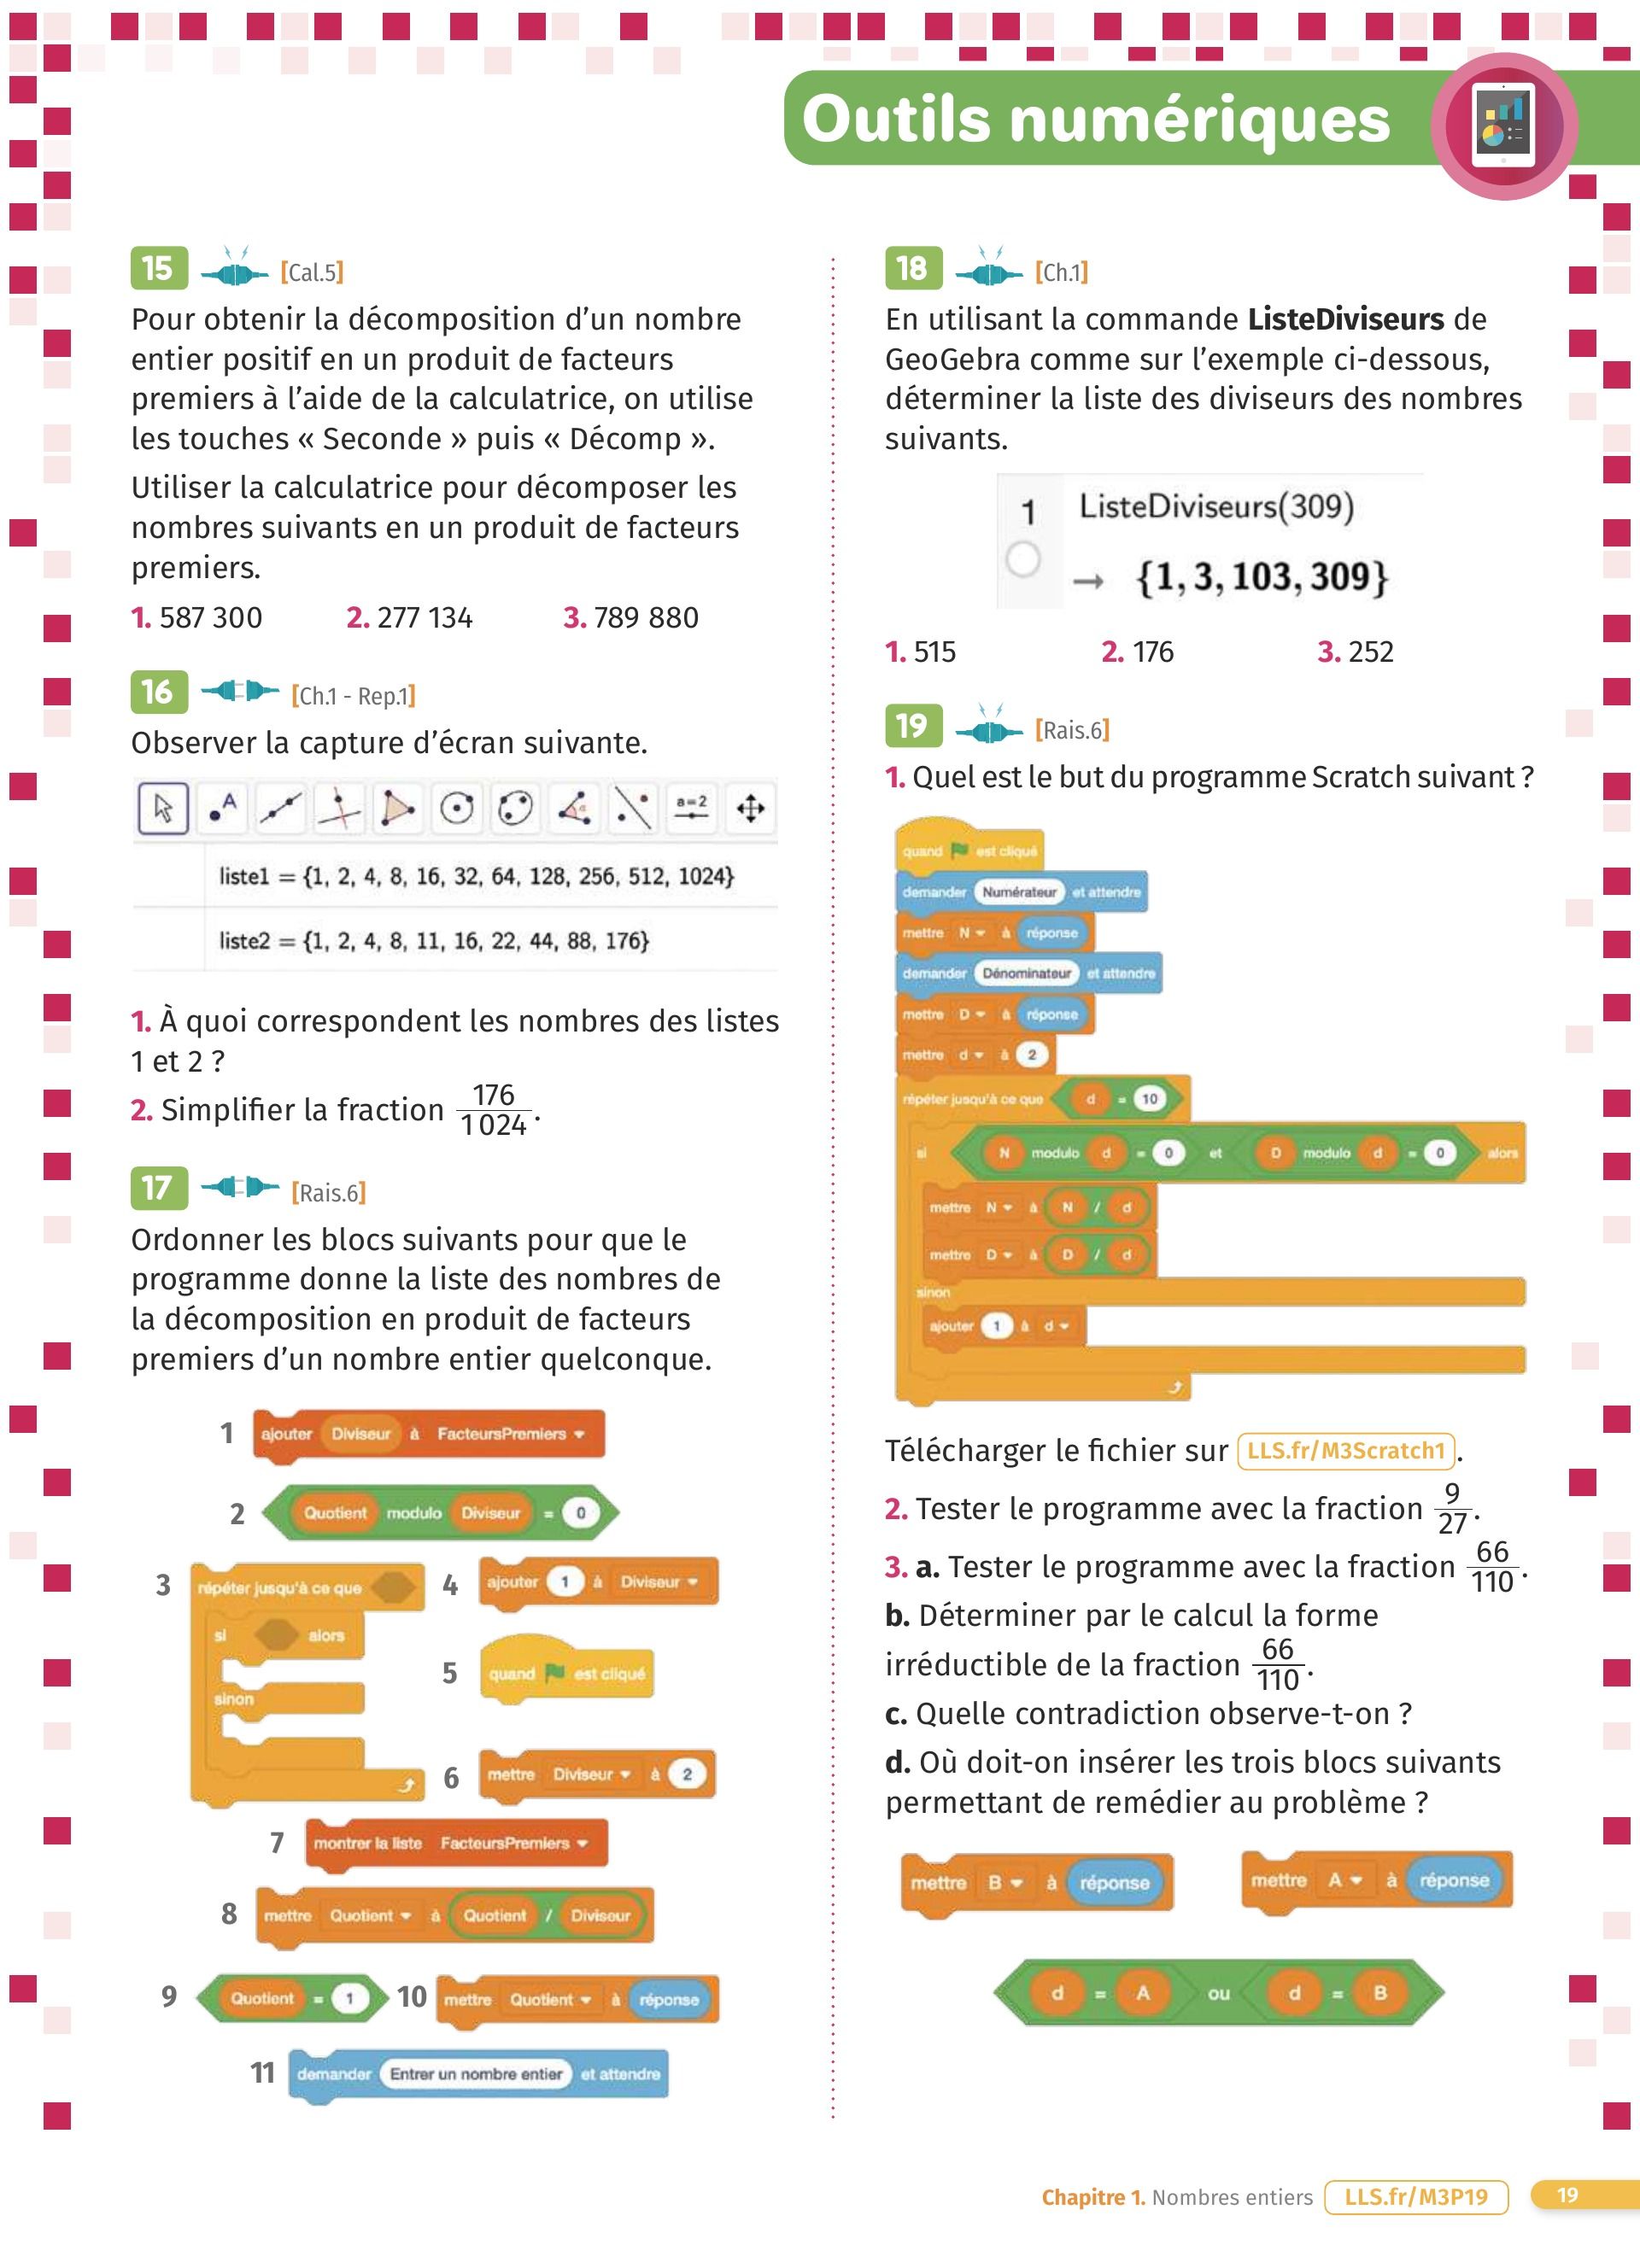 Outils numériques
15 [Cal.5]
Pour obtenir la décomposition d’un nombre
entier positif en un produit de facteurs
premiers à l’aide de la calculatrice, on utilise
les touches « Seconde » puis « Décomp ».
Utiliser la calculatrice pour décomposer les
nombres suivants en un produit de facteurs
premiers.
1. 587 300 2. 277 134 3. 789 880
16 [Ch.1 - Rep.1]
Observer la capture d’écran suivante.
A a=2
liste1 = {1, 2, 4, 8, 16, 32, 64, 128, 256, 512, 1024}
liste2 = {1, 2, 4, 8, 11, 16, 22, 44, 88, 176}
1. À quoi correspondent les nombres des listes
1 et 2 ?
2. Simplifier la fraction 176/1 024.
17 [Rais.6]
Ordonner les blocs suivants pour que le
programme donne la liste des nombres de
la décomposition en produit de facteurs
premiers d’un nombre entier quelconque.
1 ajouter Diviseur à FacteursPremiers
2 Quotient modulo Diviseur = 0
3 répéter jusqu’à ce que
si alors
sinon
4 ajouter 1 à Diviseur
5 quand est cliqué
6 mettre Diviseur à 2
7 montrer la liste FacteursPremiers
8 mettre Quotient à Quotient / Diviseur
9 Quotient = 1
10 mettre Quotient à réponse
11 demander Entrer un nombre entier et attendre
18 [Ch.1]
En utilisant la commande ListeDiviseurs de
GeoGebra comme sur l’exemple ci-dessous,
déterminer la liste des diviseurs des nombres
suivants.
1 ListeDiviseurs(309)
→ {1, 3, 103, 309}
1. 515 2. 176 3. 252
19 [Rais.6]
1. Quel est le but du programme Scratch suivant ?
quand est cliqué
demander Numérateur et attendre
mettre N à réponse
demander Dénominateur et attendre
mettre D à réponse
mettre d à 2
répéter jusqu’à ce que d = 10
si N modulo d = 0 et D modulo d = 0 alors
mettre N à N / d
mettre D à D / d
sinon
ajouter 1 à d
Télécharger le fichier sur LLS.fr/M3Scratch1.
2. Tester le programme avec la fraction 9/27.
3. a. Tester le programme avec la fraction 66/110.
b. Déterminer par le calcul la forme
irréductible de la fraction 66/110.
c. Quelle contradiction observe-t-on ?
d. Où doit-on insérer les trois blocs suivants
permettant de remédier au problème ?
mettre B à réponse mettre A à réponse
d = A ou d = B
Chapitre 1. Nombres entiers LLS.fr/M3P19 19